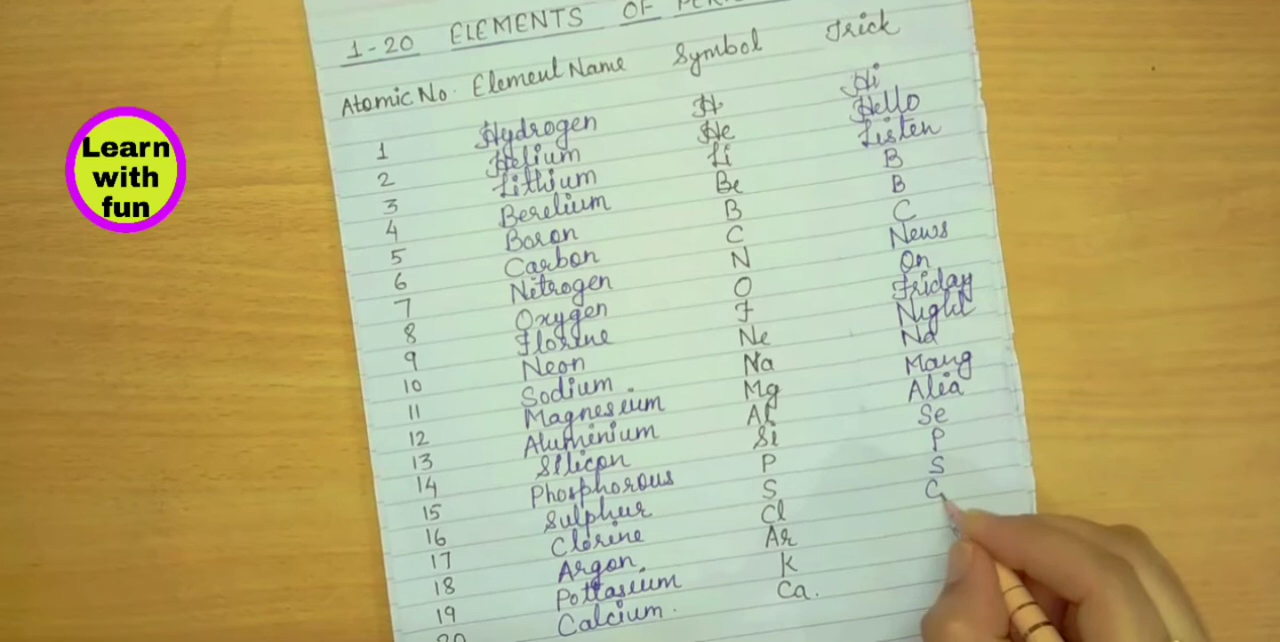 1-20 ELEMENTS OF
Atomic No. Element Name Symbol Trick
1 Hydrogen H Hi
2 Helium He Hello
3 Lithium Li Listen
4 Berelium Be B
5 Boron B B
6 Carbon C C
7 Nitrogen N News
8 Oxygen O On
9 Florine F Friday
10 Neon Ne Night
11 Sodium Na Na
12 Magneseium Mg Mang
13 Aluminium Al Alia
14 Silicon Si Se
15 Phosphorous P P
16 Sulphur S S
17 Clorine Cl C
18 Argon Ar
19 Pottaseium K
20 Calcium. Ca.
Learn
with
fun